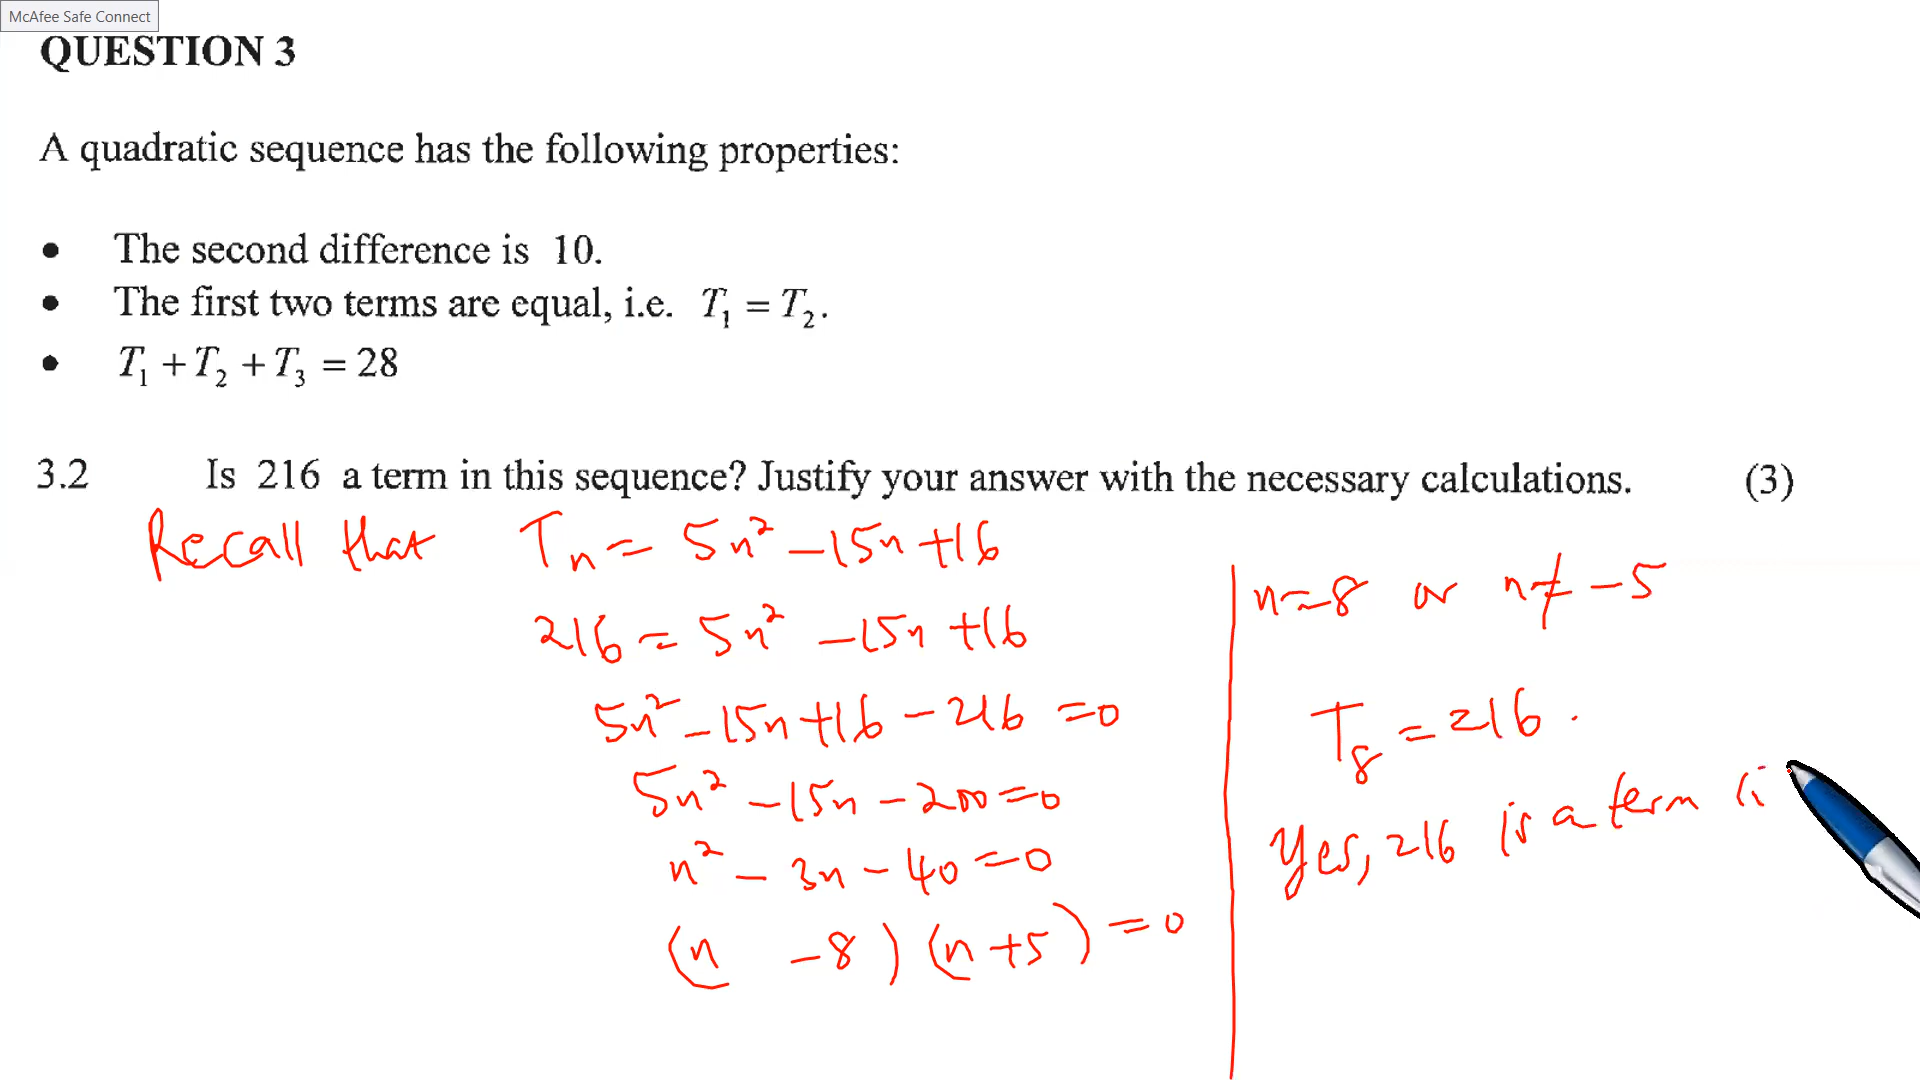 McAfee Safe Connect
QUESTION 3
A quadratic sequence has the following properties:
• The second difference is 10.
• The first two terms are equal, i.e. T₁ = T₂.
• T₁ + T₂ + T₃ = 28
3.2 Is 216 a term in this sequence? Justify your answer with the necessary calculations. (3)
Recall that Tₙ = 5n² – 15n + 16
216 = 5n² – 15n + 16
5n² – 15n + 16 – 216 = 0
5n² – 15n – 200 = 0
n² – 3n – 40 = 0
(n – 8)(n + 5) = 0
n = 8 or n ≠ – 5
T₈ = 216.
Yes, 216 is a term